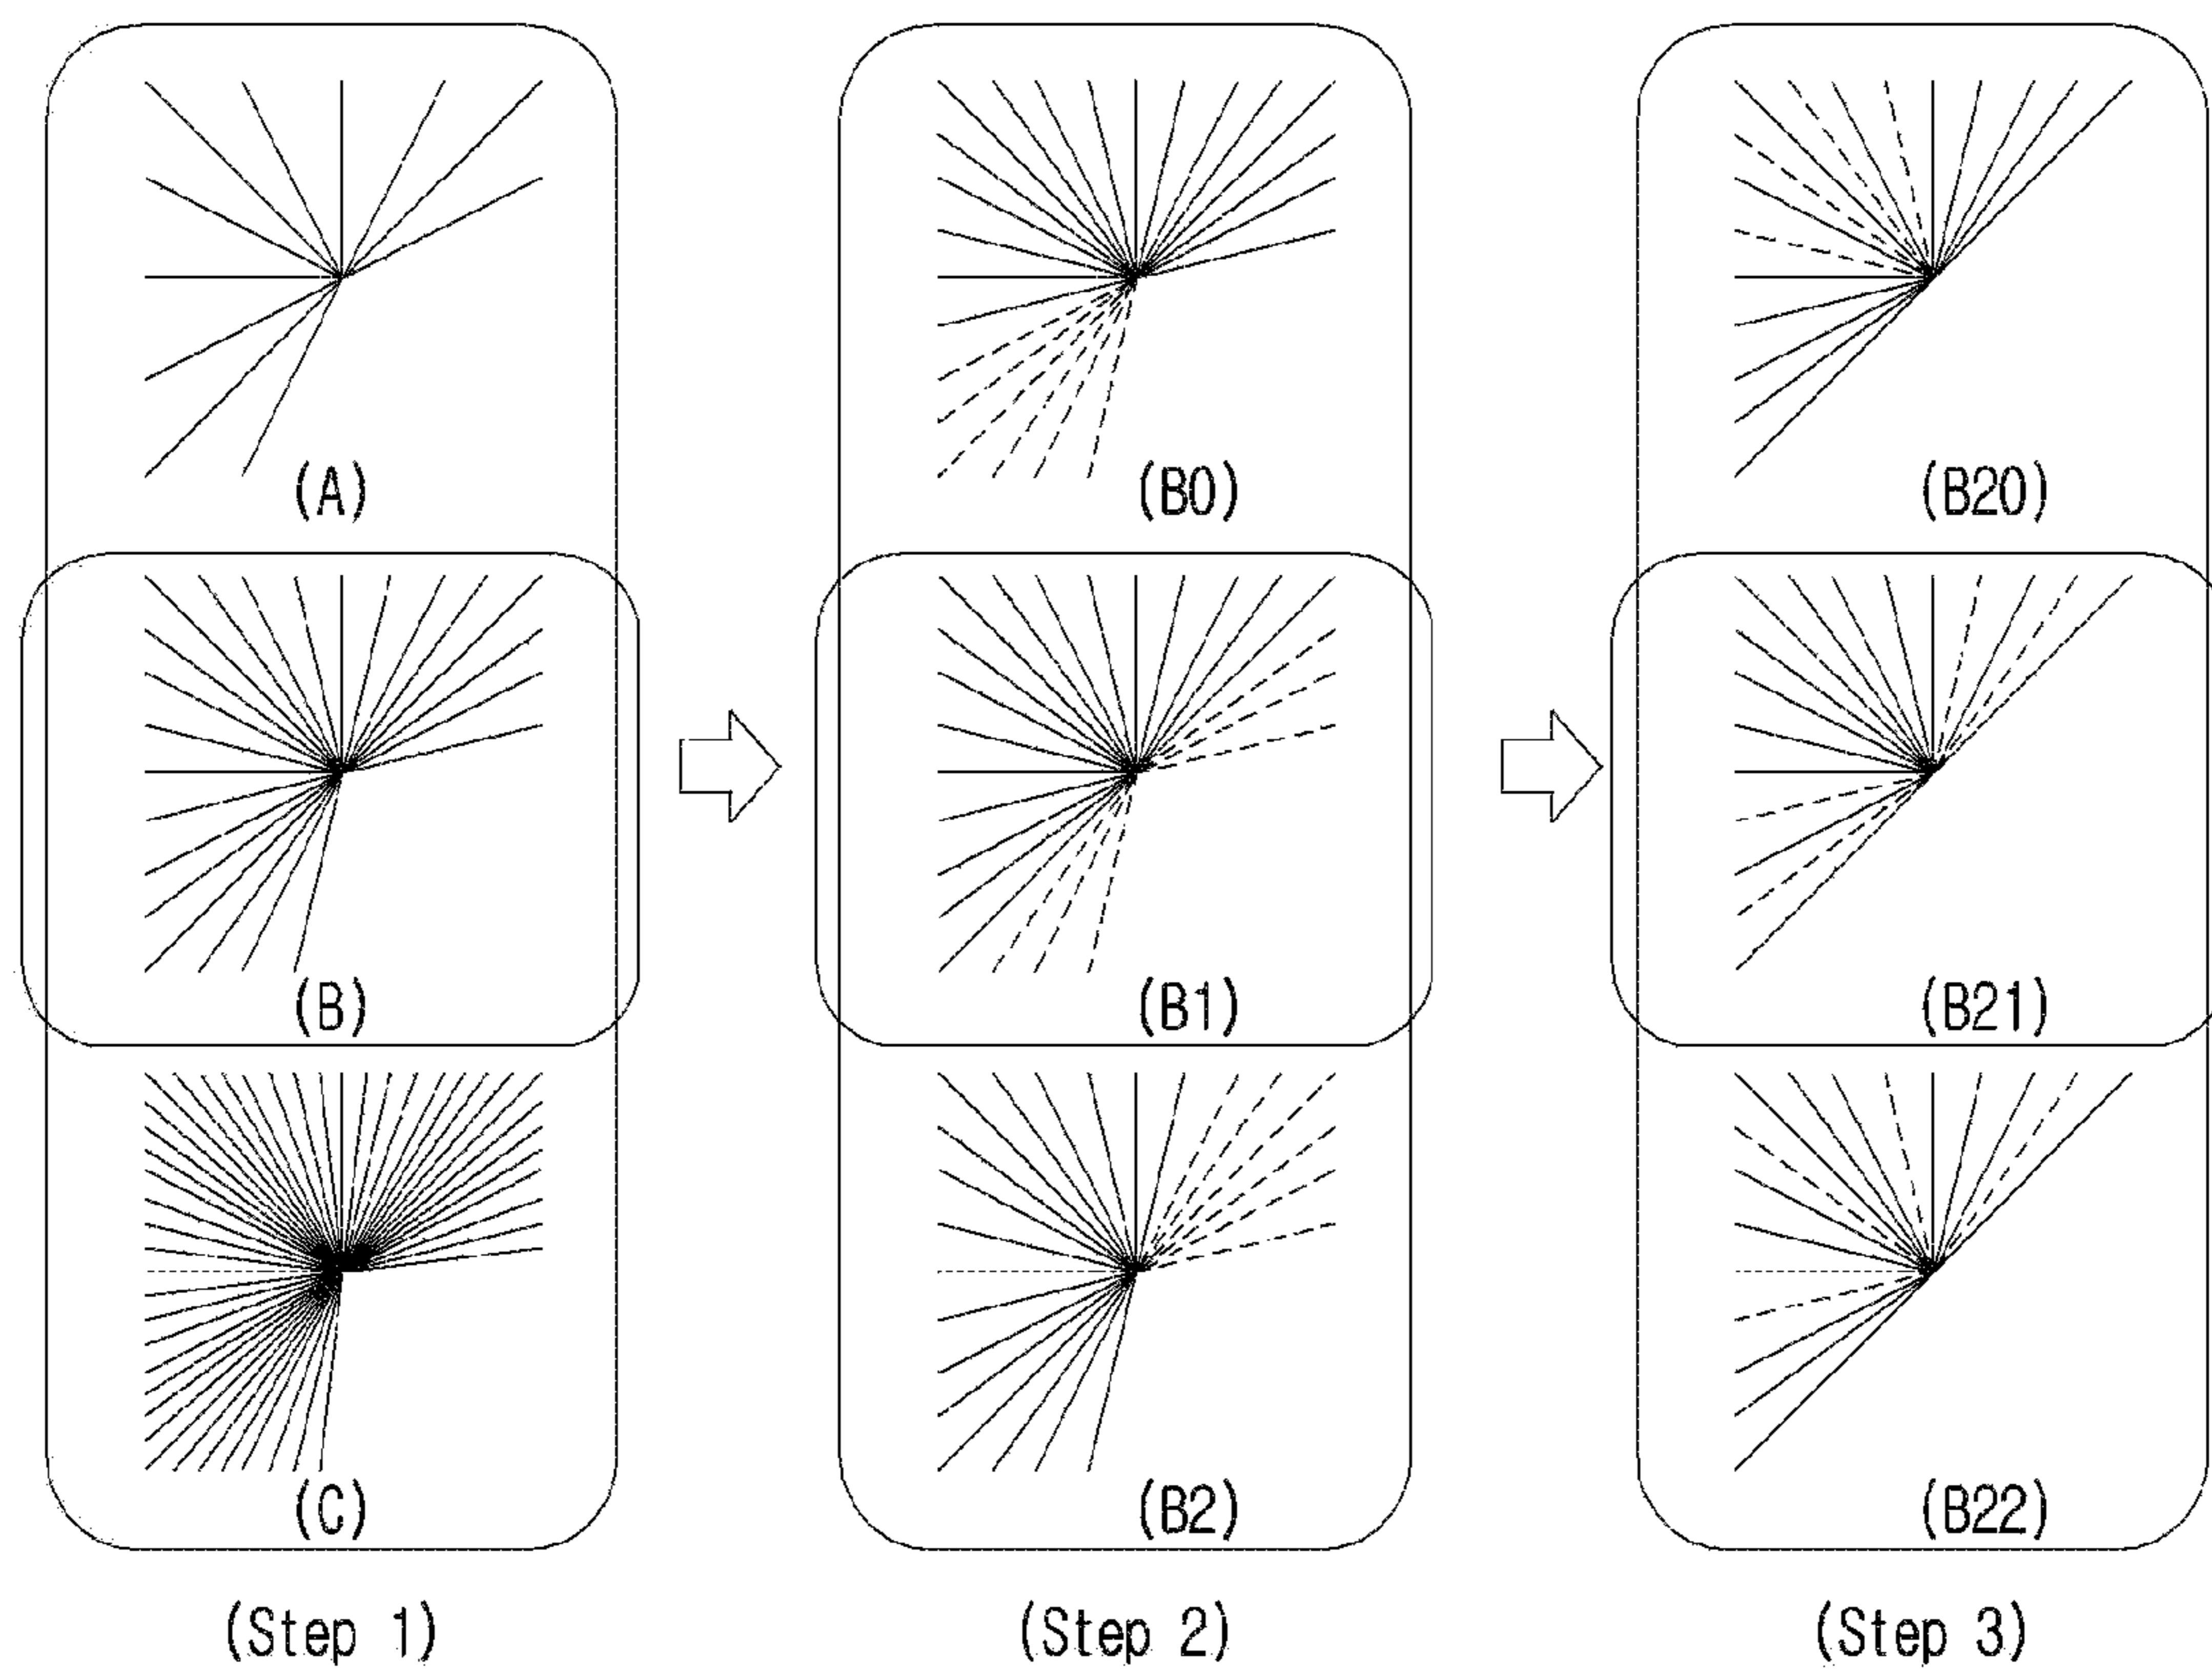 (A)
(B0)
(B20)
(B)
(B1)
(B21)
(C)
(B2)
(B22)
(Step 1)
(Step 2)
(Step 3)